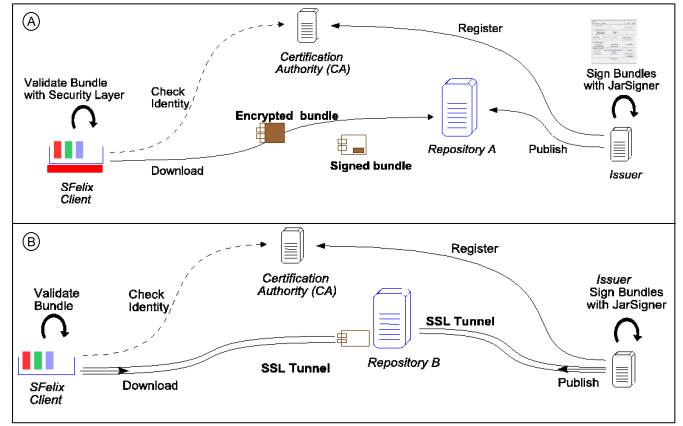 A
Certification
Authority (CA)
Register
Sign Bundles
with JarSigner
Validate Bundle
with Security Layer
Check
Identity
Encrypted bundle
Repository A
Signed bundle
Publish
Issuer
Download
SFelix
Client
B
Certification
Authority (CA)
Register
Issuer
Sign Bundles
with JarSigner
Validate
Bundle
Check
Identity
SSL Tunnel
Repository B
SSL Tunnel
Publish
Download
SFelix
Client